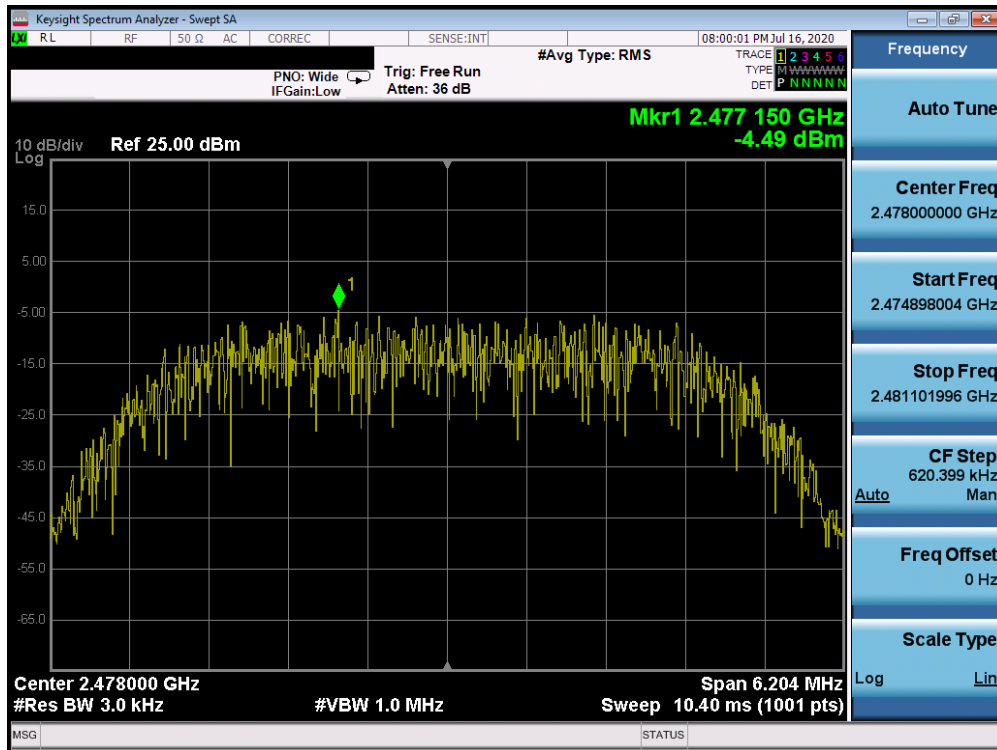 Keysight Spectrum Analyzer - Swept SA
LXI RL RF 50 Ω AC CORREC SENSE:INT 08:00:01 PM Jul 16, 2020
#Avg Type: RMS
TRACE 1 2 3 4 5 6
TYPE M WWWWW
DET P N N N N N
PNO: Wide
IFGain:Low
Trig: Free Run
Atten: 36 dB
Mkr1 2.477 150 GHz
-4.49 dBm
10 dB/div Ref 25.00 dBm
Log
15.0
5.00
-5.00
-15.0
-25.0
-35.0
-45.0
-55.0
-65.0
1
Center 2.478000 GHz
Span 6.204 MHz
#Res BW 3.0 kHz
#VBW 1.0 MHz
Sweep 10.40 ms (1001 pts)
MSG
STATUS
Frequency
Auto Tune
Center Freq
2.478000000 GHz
Start Freq
2.474898004 GHz
Stop Freq
2.481101996 GHz
CF Step
620.399 kHz
Auto Man
Freq Offset
0 Hz
Scale Type
Log Lin